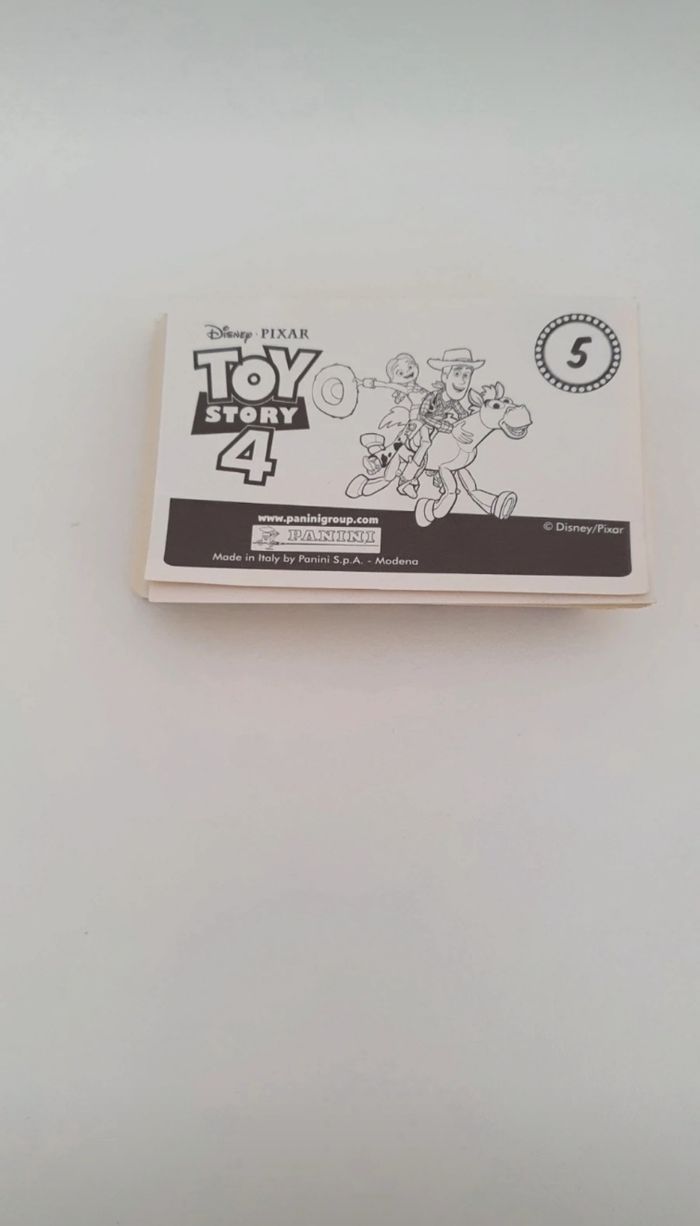 Disney · PIXAR
TOY
STORY
4
5
www.paninigroup.com
PANINI
Made in Italy by Panini S.p.A. - Modena
© Disney/Pixar